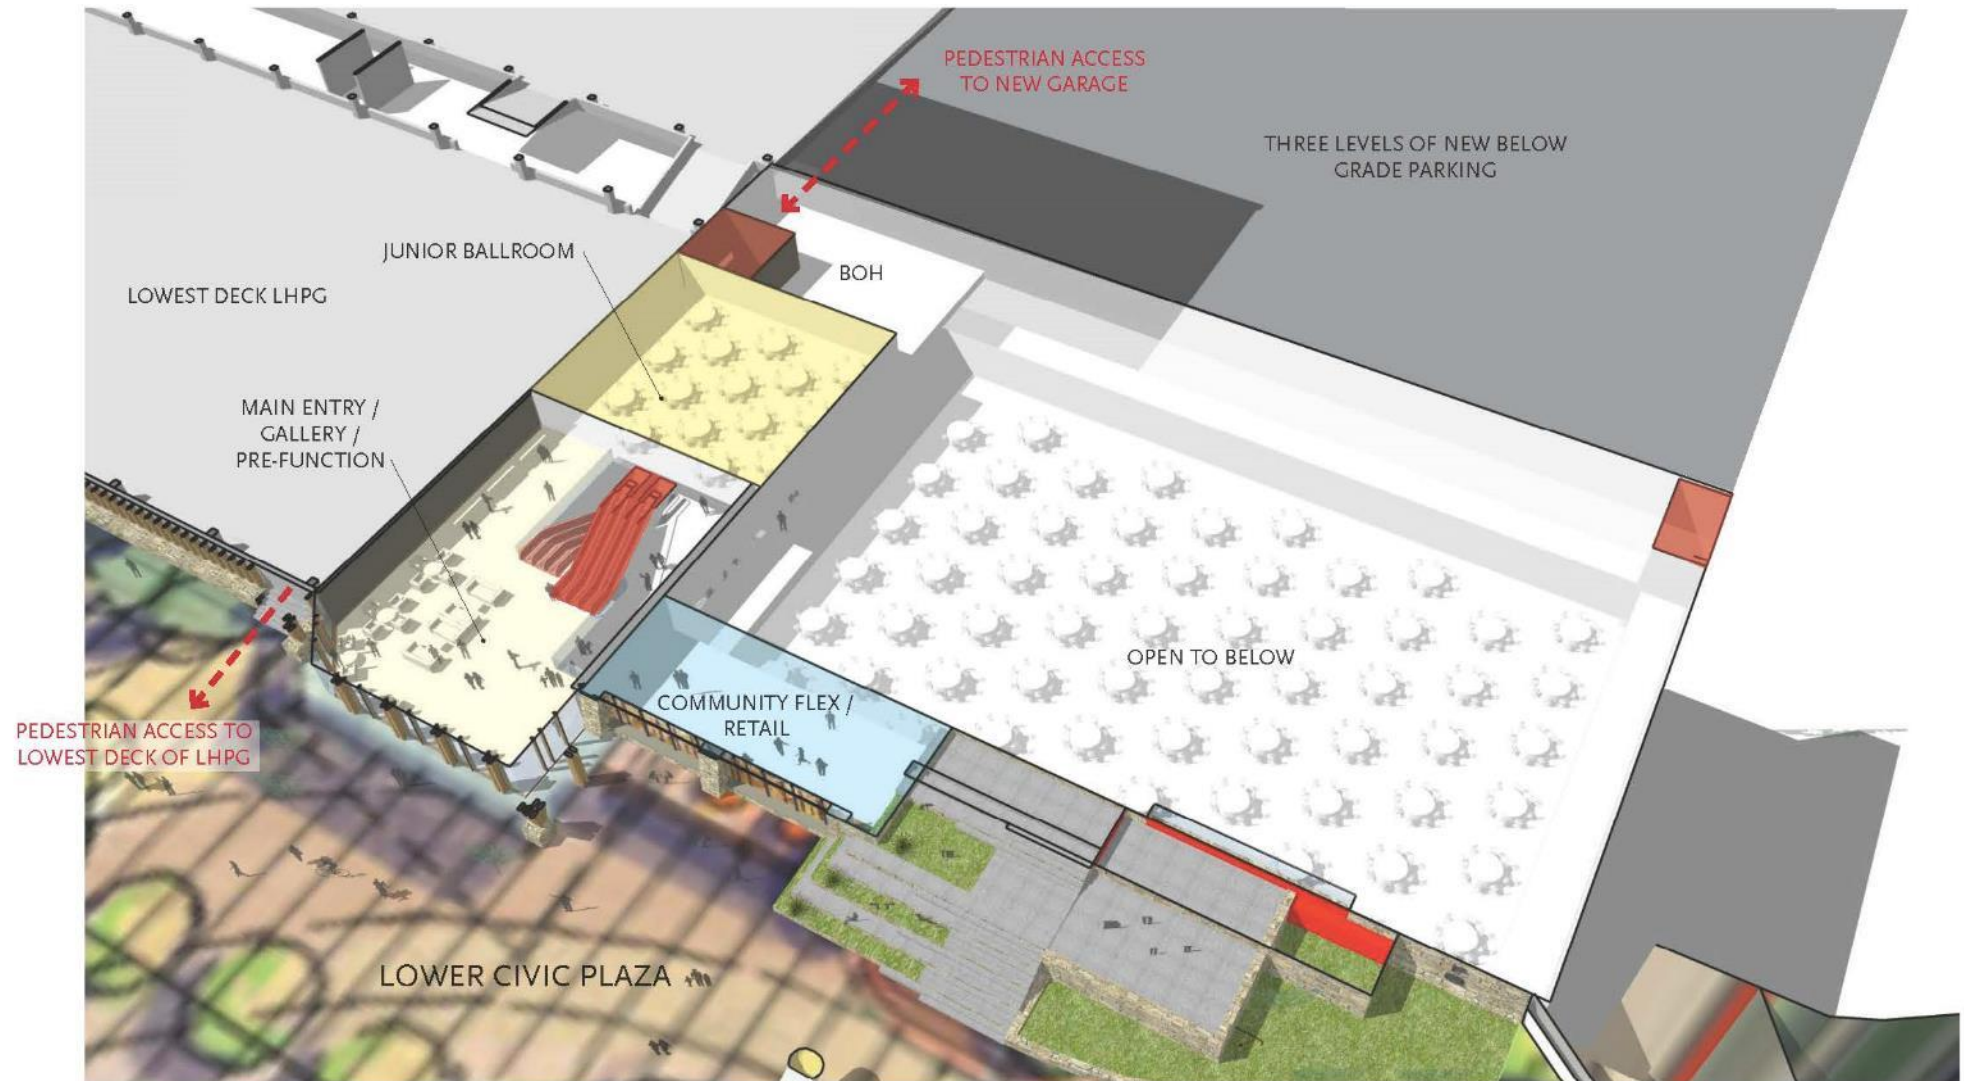 PEDESTRIAN ACCESS
TO NEW GARAGE
THREE LEVELS OF NEW BELOW
GRADE PARKING
JUNIOR BALLROOM
BOH
LOWEST DECK LHPG
MAIN ENTRY /
GALLERY /
PRE-FUNCTION
OPEN TO BELOW
COMMUNITY FLEX /
RETAIL
PEDESTRIAN ACCESS TO
LOWEST DECK OF LHPG
LOWER CIVIC PLAZA